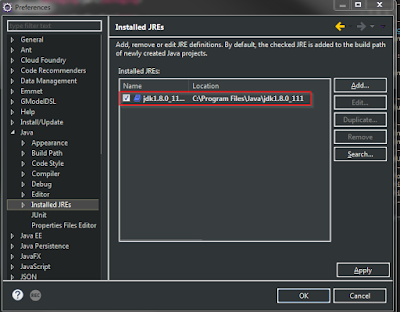 Preferences
type filter text
Installed JREs
General
Ant
Cloud Foundry
Code Recommenders
Data Management
Emmet
GModelDSL
Help
Install/Update
Java
Appearance
Build Path
Code Style
Compiler
Debug
Editor
Installed JREs
JUnit
Properties Files Editor
Java EE
Java Persistence
JavaFX
JavaScript
JSON
Add, remove or edit JRE definitions. By default, the checked JRE is added to the build path
of newly created Java projects.
Installed JREs:
Name Location
jdk1.8.0_11... C:\Program Files\Java\jdk1.8.0_111
Add...
Edit...
Duplicate...
Remove
Search...
Apply
OK Cancel